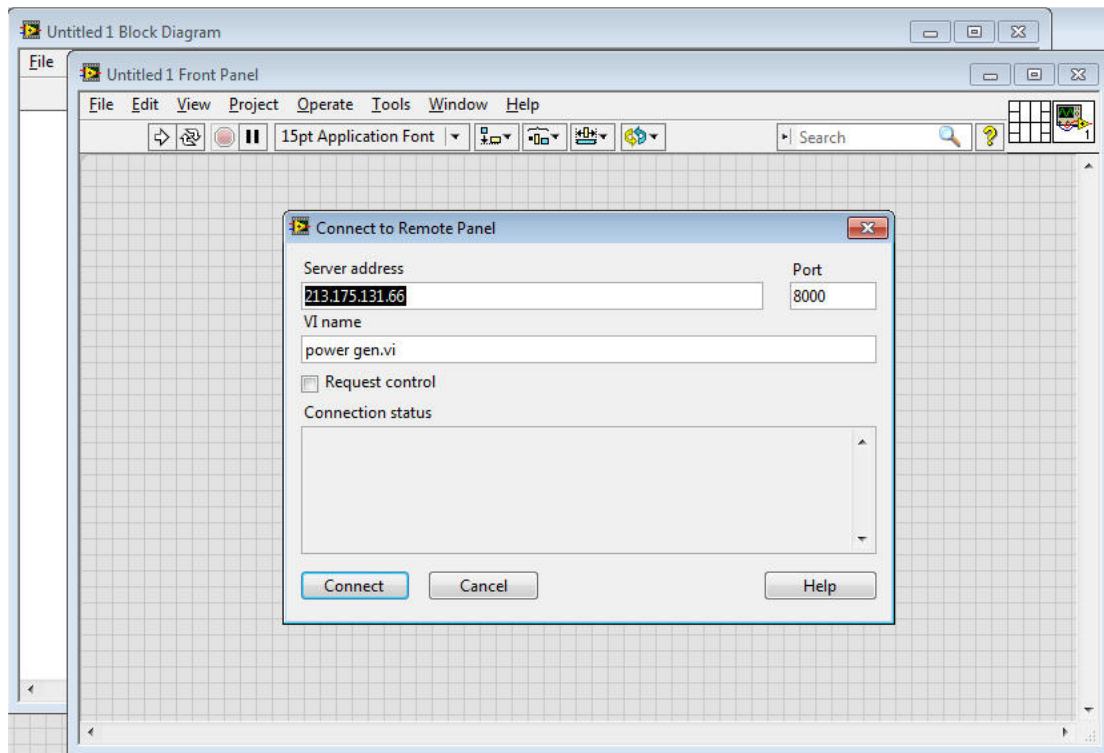 Untitled 1 Block Diagram
File
Untitled 1 Front Panel
File Edit View Project Operate Tools Window Help
15pt Application Font Search ? 1
Connect to Remote Panel
Server address Port
213.175.131.66 8000
VI name
power gen.vi
Request control
Connection status
Connect Cancel Help